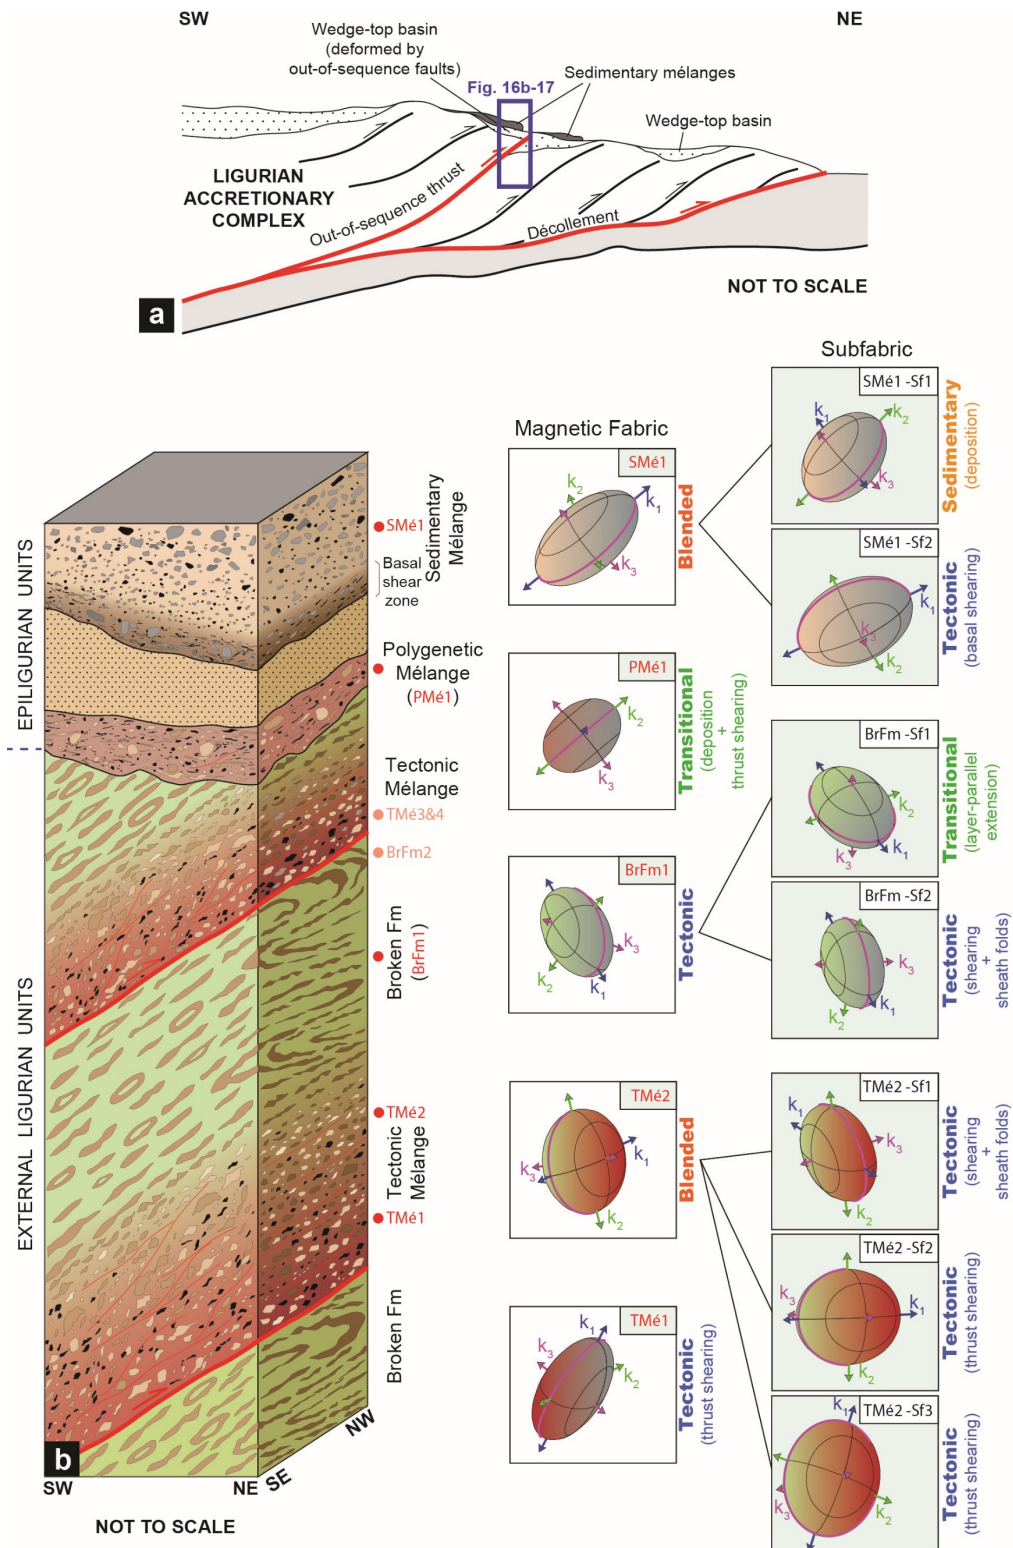 SW
NE
Wedge-top basin
(deformed by
out-of-sequence faults)
Sedimentary mélanges
Fig. 16b-17
Wedge-top basin
LIGURIAN
ACCRETIONARY
COMPLEX
Out-of-sequence thrust
Décollement
NOT TO SCALE
a
Subfabric
Magnetic Fabric
EPILIGURIAN UNITS
EXTERNAL LIGURIAN UNITS
SMé1
Sedimentary
Mélange
Basal
shear
zone
Polygenetic
Mélange
(PMé1)
Tectonic
Mélange
TMé3&4
BrFm2
Broken Fm
(BrFm1)
TMé2
Tectonic
Mélange
TMé1
Broken Fm
b
SW
NE
SE
NW
NOT TO SCALE
SMé1
k2
k1
k3
Blended
PMé1
k2
k3
Transitional
(deposition
+
thrust shearing)
BrFm1
k3
k2
k1
Tectonic
TMé2
k1
k3
k2
Blended
TMé1
k1
k3
k2
Tectonic
(thrust shearing)
SMé1 -Sf1
k1
k2
k3
Sedimentary
(deposition)
SMé1 -Sf2
k1
k3
k2
Tectonic
(basal shearing)
BrFm -Sf1
k2
k3
k1
Transitional
(layer-parallel
extension)
BrFm -Sf2
k3
k2
k1
Tectonic
(shearing
+
sheath folds)
TMé2 -Sf1
k1
k3
k2
Tectonic
(shearing
+
sheath folds)
TMé2 -Sf2
k3
k1
k2
Tectonic
(thrust shearing)
TMé2 -Sf3
k1
k3
k2
Tectonic
(thrust shearing)